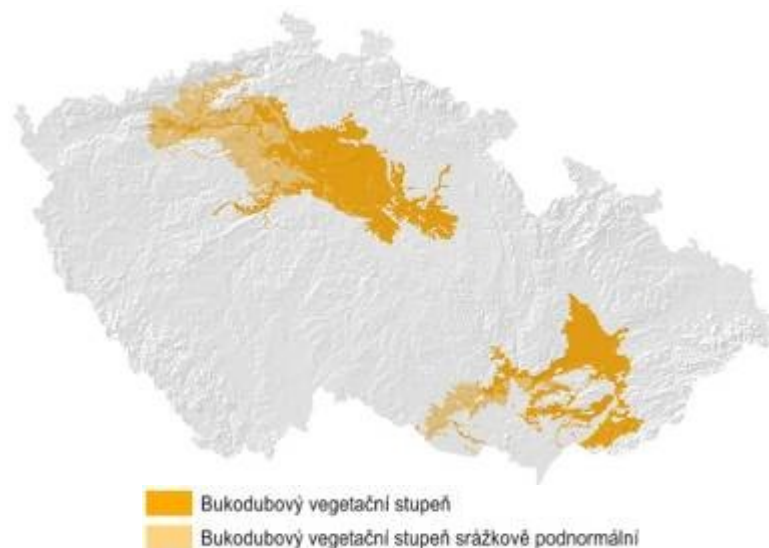 Bukodubový vegetační stupeň
Bukodubový vegetační stupeň srážkově podnormální